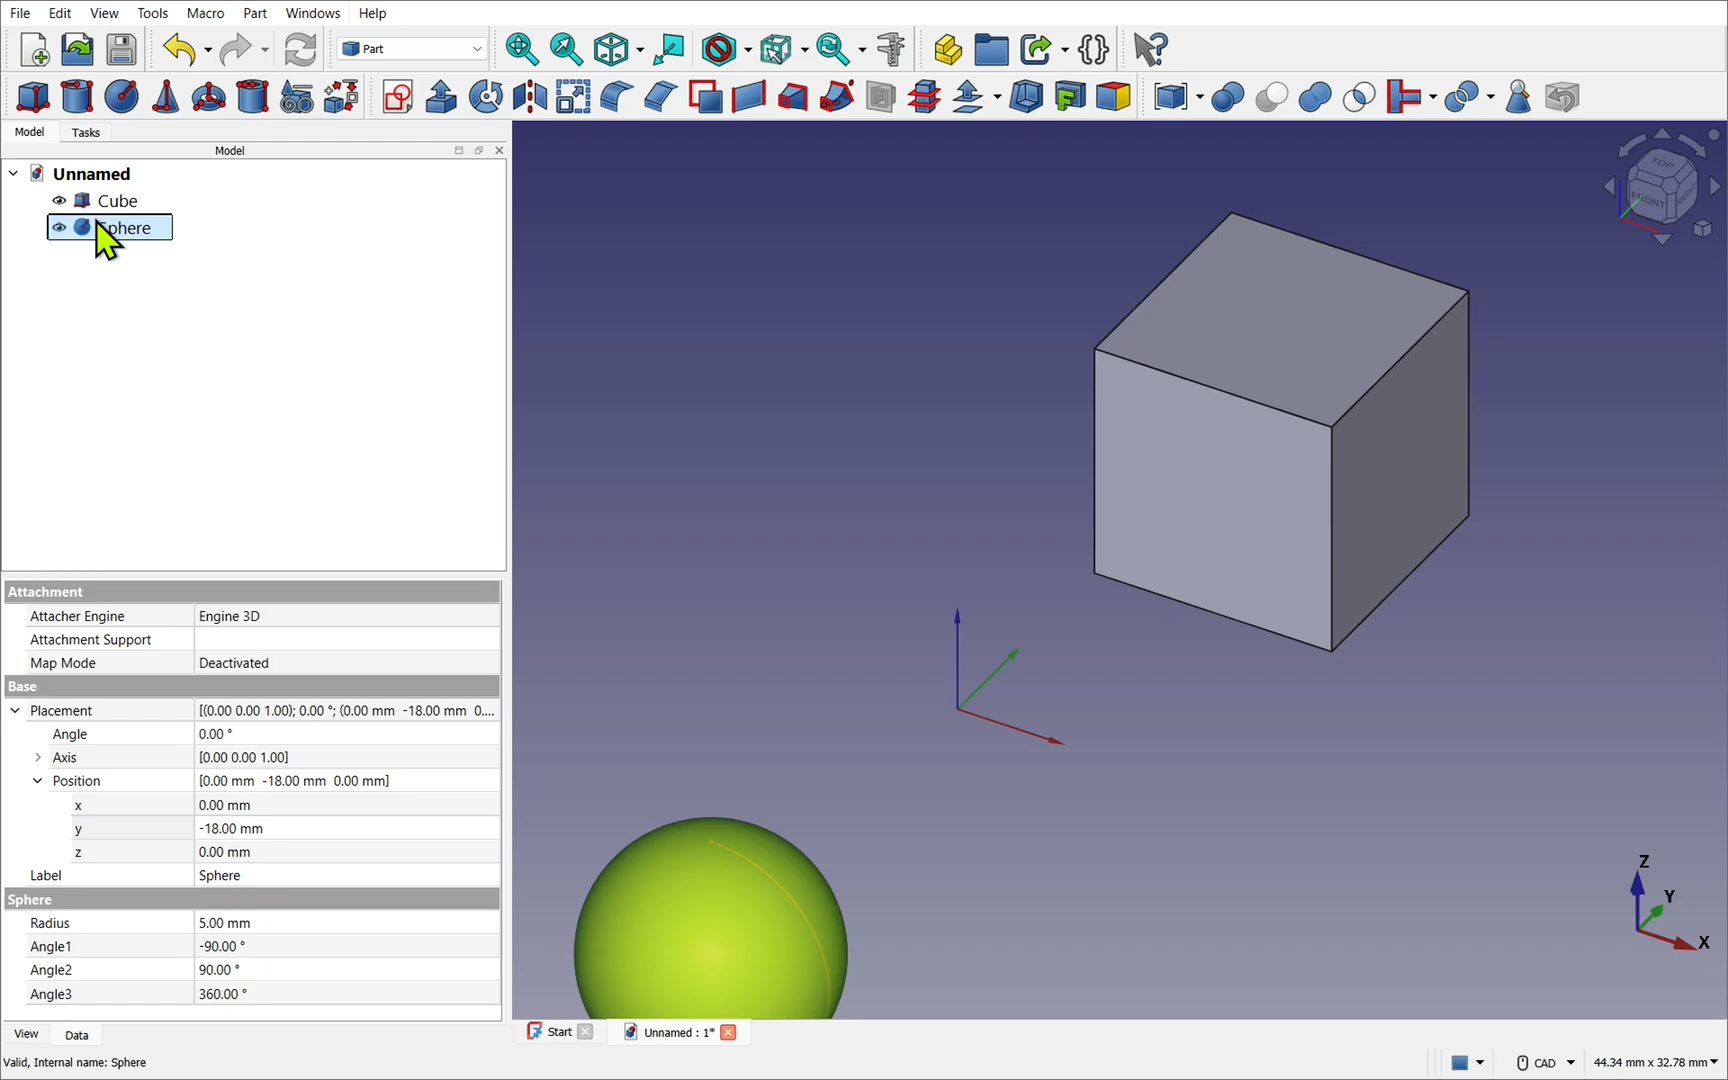 File Edit View Tools Macro Part Windows Help
Part
Model Tasks
Model
Unnamed
Cube
Sphere
Attachment
Attacher Engine Engine 3D
Attachment Support
Map Mode Deactivated
Base
Placement [(0.00 0.00 1.00); 0.00 °; (0.00 mm -18.00 mm 0....
Angle 0.00 °
Axis [0.00 0.00 1.00]
Position [0.00 mm -18.00 mm 0.00 mm]
x 0.00 mm
y -18.00 mm
z 0.00 mm
Label Sphere
Sphere
Radius 5.00 mm
Angle1 -90.00 °
Angle2 90.00 °
Angle3 360.00 °
View Data
Valid, Internal name: Sphere
TOP
FRONT
Z
Y
X
Start Unnamed : 1*
CAD 44.34 mm x 32.78 mm